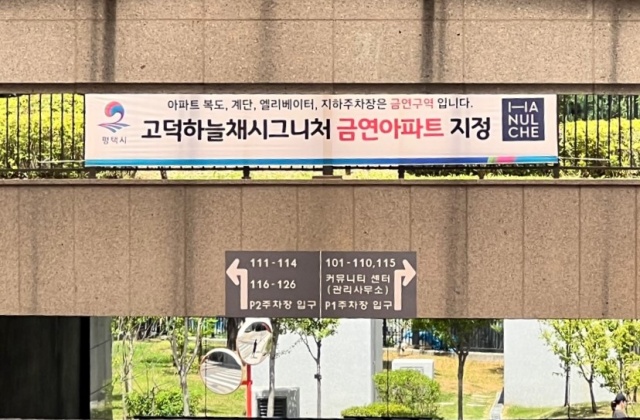 아파트 복도, 계단, 엘리베이터, 지하주차장은 금연구역 입니다.
고덕하늘채시그니처 금연아파트 지정
평택시
HA
NUL
CHE
111-114
116-126
P2주차장 입구
101-110,115
커뮤니티 센터
(관리사무소)
P1주차장 입구